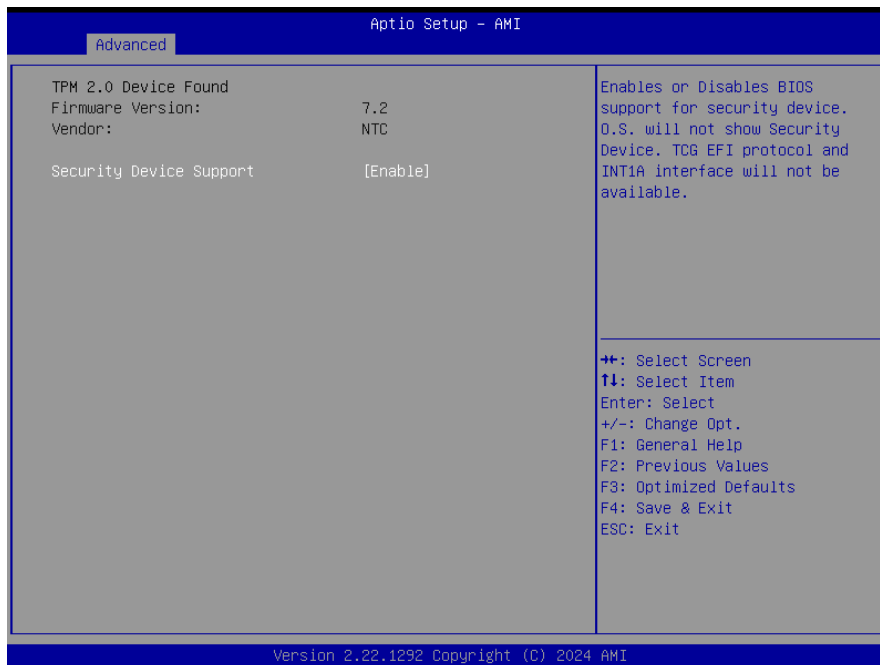 Aptio Setup - AMI
Advanced
TPM 2.0 Device Found
Firmware Version: 7.2
Vendor: NTC
Security Device Support [Enable]
Enables or Disables BIOS
support for security device.
O.S. will not show Security
Device. TCG EFI protocol and
INT1A interface will not be
available.
→←: Select Screen
↑↓: Select Item
Enter: Select
+/-: Change Opt.
F1: General Help
F2: Previous Values
F3: Optimized Defaults
F4: Save & Exit
ESC: Exit
Version 2.22.1292 Copyright (C) 2024 AMI